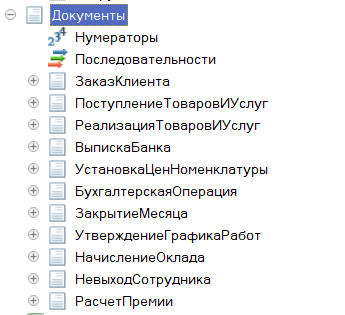 Документы
Нумераторы
Последовательности
ЗаказКлиента
ПоступлениеТоваровИУслуг
РеализацияТоваровИУслуг
ВыпискаБанка
УстановкаЦенНоменклатуры
БухгалтерскаяОперация
ЗакрытиеМесяца
УтверждениеГрафикаРабот
НачислениеОклада
НевыходСотрудника
РасчетПремии